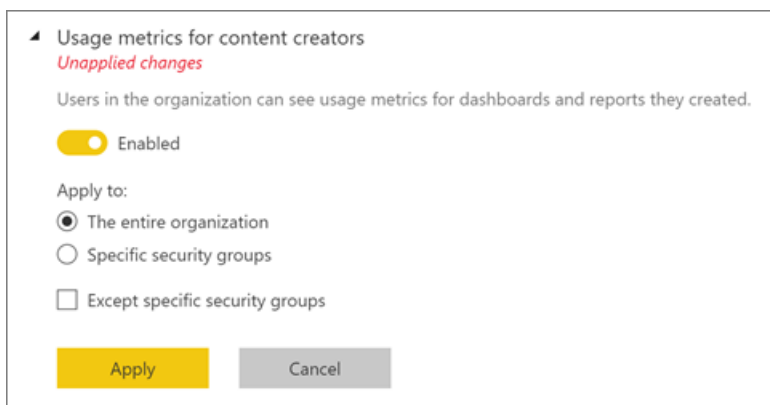 Usage metrics for content creators
Unapplied changes
Users in the organization can see usage metrics for dashboards and reports they created.
Enabled
Apply to:
The entire organization
Specific security groups
Except specific security groups
Apply
Cancel